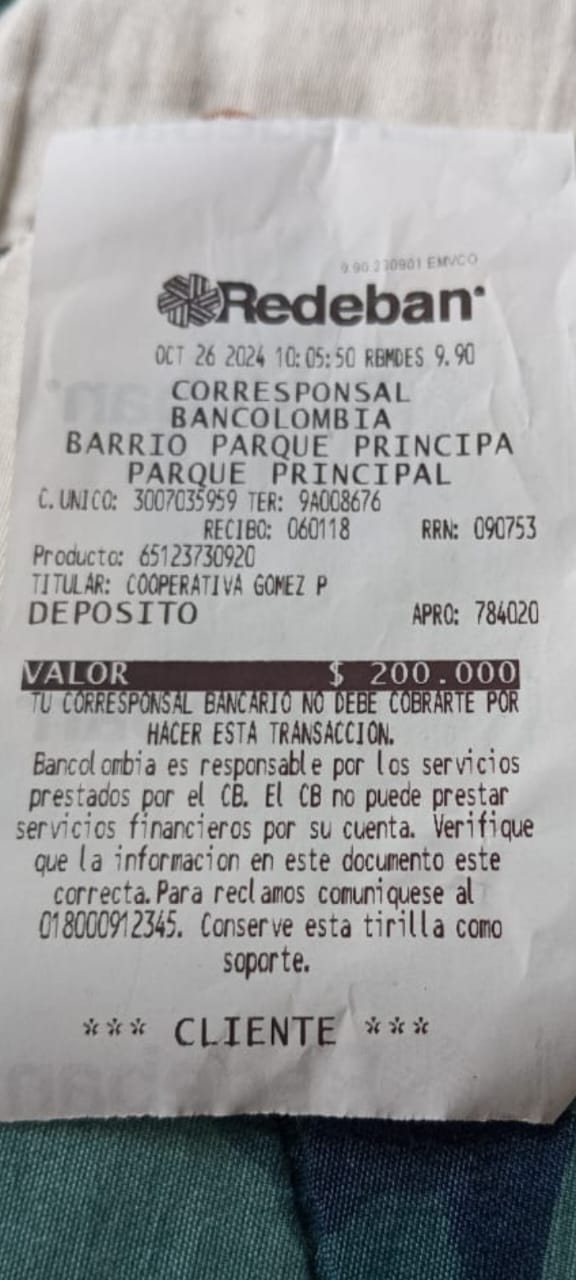 9.90 230901 EMVCO
Redeban
OCT 26 2024 10:05:50 RBMDES 9.90
CORRESPONSAL
BANCOLOMBIA
BARRIO PARQUE PRINCIPA
PARQUE PRINCIPAL
C.UNICO: 3007035959 TER: 9A008676
RECIBO: 060118 RRN: 090753
Producto: 65123730920
TITULAR: COOPERATIVA GOMEZ P
DEPOSITO APRO: 784020
VALOR $ 200.000
TU CORRESPONSAL BANCARIO NO DEBE COBRARTE POR
HACER ESTA TRANSACCION.
Bancolombia es responsable por los servicios
prestados por el CB. El CB no puede prestar
servicios financieros por su cuenta. Verifique
que la informacion en este documento este
correcta.Para reclamos comuniquese al
018000912345. Conserve esta tirilla como
soporte.
*** CLIENTE ***